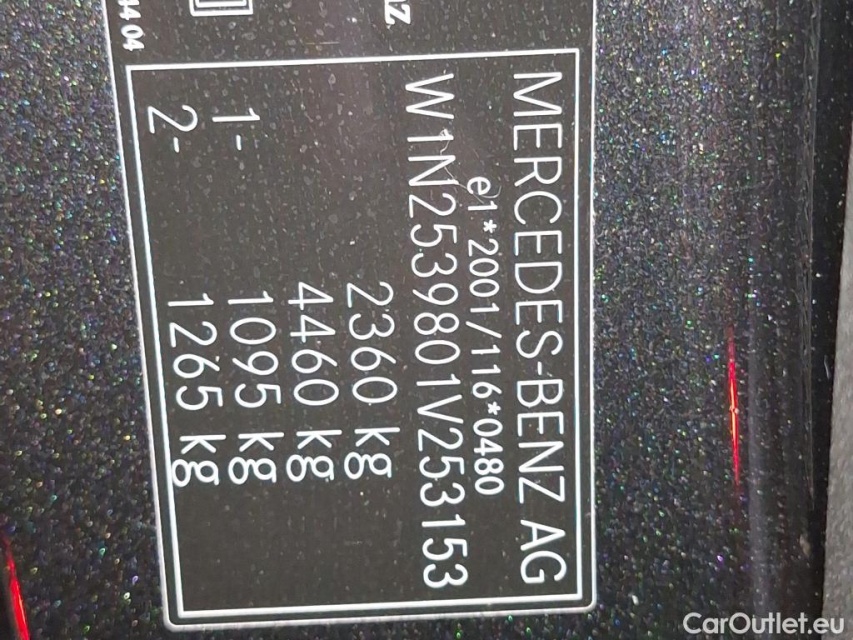 MERCEDES-BENZ AG
e1*2001/116*0480
W1N2539801V253153
2360 kg
4460 kg
1- 1095 kg
2- 1265 kg
CarOutlet.eu